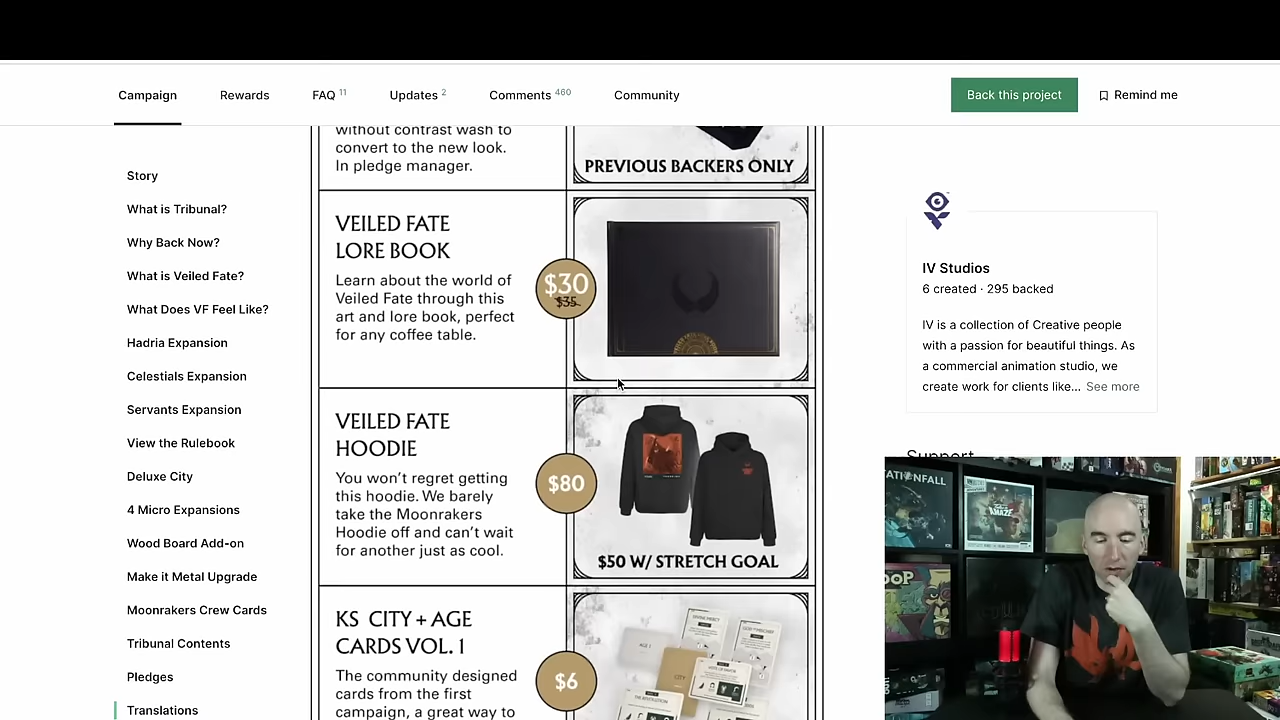 Campaign
Rewards
FAQ 11
Updates 2
Comments 460
Community
Back this project
Remind me
Story
What is Tribunal?
Why Back Now?
What is Veiled Fate?
What Does VF Feel Like?
Hadria Expansion
Celestials Expansion
Servants Expansion
View the Rulebook
Deluxe City
4 Micro Expansions
Wood Board Add-on
Make it Metal Upgrade
Moonrakers Crew Cards
Tribunal Contents
Pledges
Translations
without contrast wash to
convert to the new look.
In pledge manager.
PREVIOUS BACKERS ONLY
VEILED FATE
LORE BOOK
Learn about the world of
Veiled Fate through this
art and lore book, perfect
for any coffee table.
$30
$35
VEILED FATE
HOODIE
You won't regret getting
this hoodie. We barely
take the Moonrakers
Hoodie off and can't wait
for another just as cool.
$80
$50 W/ STRETCH GOAL
KS CITY + AGE
CARDS VOL. 1
The community designed
cards from the first
campaign, a great way to
$6
AGE I
CITY
IV Studios
6 created · 295 backed
IV is a collection of Creative people
with a passion for beautiful things. As
a commercial animation studio, we
create work for clients like... See more
Support